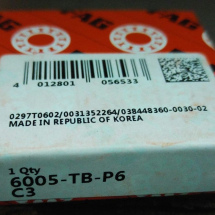 FAG
4 012801 056533
0297T0602/0031352264/038448360-0030-02
MADE IN REPUBLIC OF KOREA
1 Qty
6005-TB-P6
C3